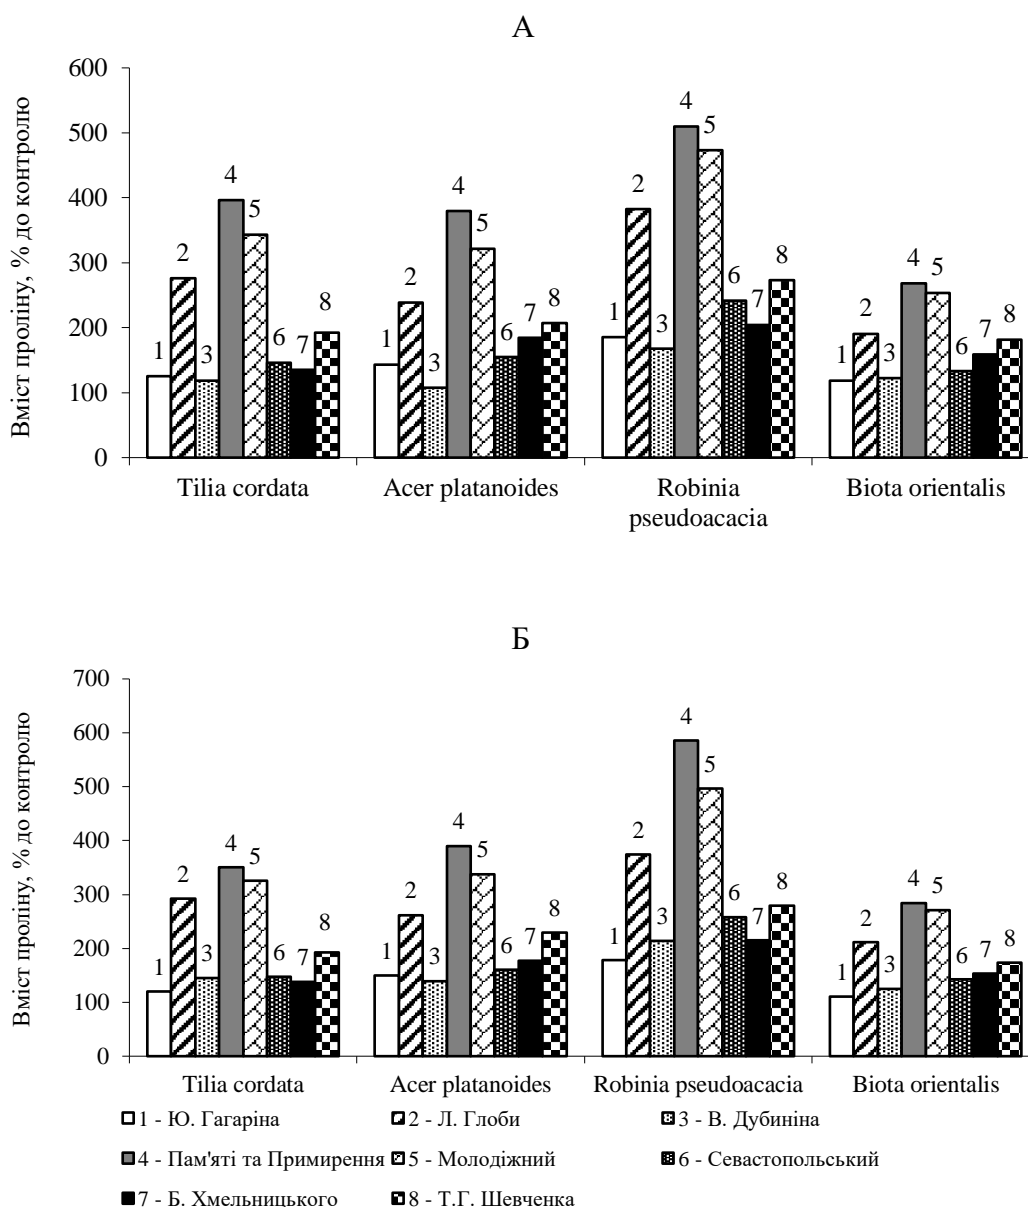 А
Вміст проліну, % до контролю
600
500
400
300
200
100
0
1 2 3 4 5 6 7 8
1 2 3 4 5 6 7 8
1 2 3 4 5 6 7 8
1 2 3 4 5 6 7 8
Tilia cordata
Acer platanoides
Robinia
pseudoacacia
Biota orientalis
Б
Вміст проліну, % до контролю
700
600
500
400
300
200
100
0
1 2 3 4 5 6 7 8
1 2 3 4 5 6 7 8
1 2 3 4 5 6 7 8
1 2 3 4 5 6 7 8
Tilia cordata
Acer platanoides
Robinia pseudoacacia
Biota orientalis
1 - Ю. Гагаріна
2 - Л. Глоби
3 - В. Дубиніна
4 - Пам'яті та Примирення
5 - Молодіжний
6 - Севастопольський
7 - Б. Хмельницького
8 - Т.Г. Шевченка